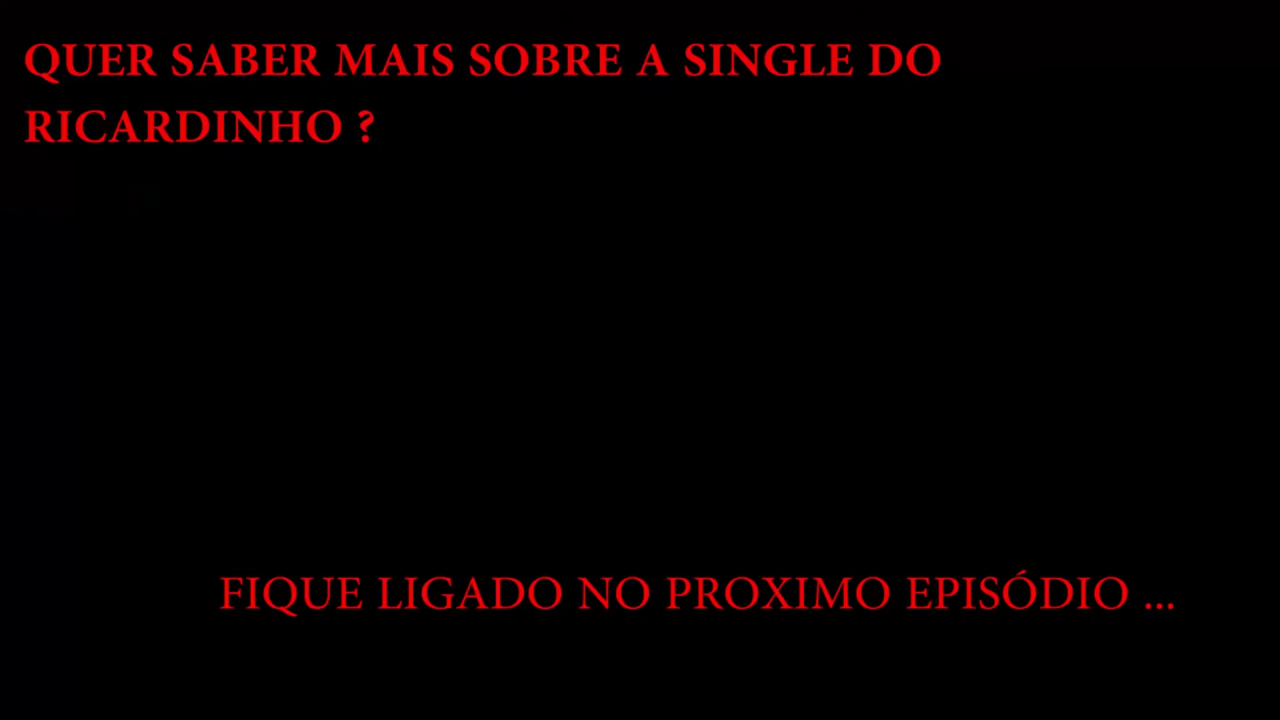 QUER SABER MAIS SOBRE A SINGLE DO
RICARDINHO ?
FIQUE LIGADO NO PROXIMO EPISÓDIO ...